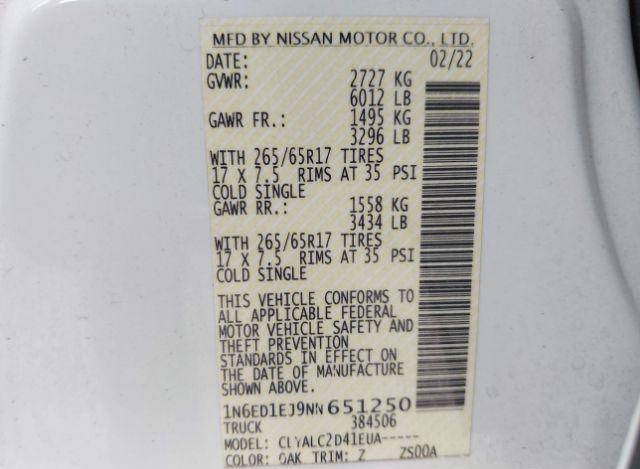 MFD BY NISSAN MOTOR CO., LTD.
DATE: 02/22
GVWR: 2727 KG
6012 LB
GAWR FR.: 1495 KG
3296 LB
WITH 265/65R17 TIRES
17 X 7.5 RIMS AT 35 PSI
COLD SINGLE
GAWR RR.: 1558 KG
3434 LB
WITH 265/65R17 TIRES
17 X 7.5 RIMS AT 35 PSI
COLD SINGLE
THIS VEHICLE CONFORMS TO
ALL APPLICABLE FEDERAL
MOTOR VEHICLE SAFETY AND
THEFT PREVENTION
STANDARDS IN EFFECT ON
THE DATE OF MANUFACTURE
SHOWN ABOVE.
1N6ED1EJ9NN651250
TRUCK 384506
MODEL: CLYALC2D41EUA-----
COLOR: QAK TRIM: Z ZS00A